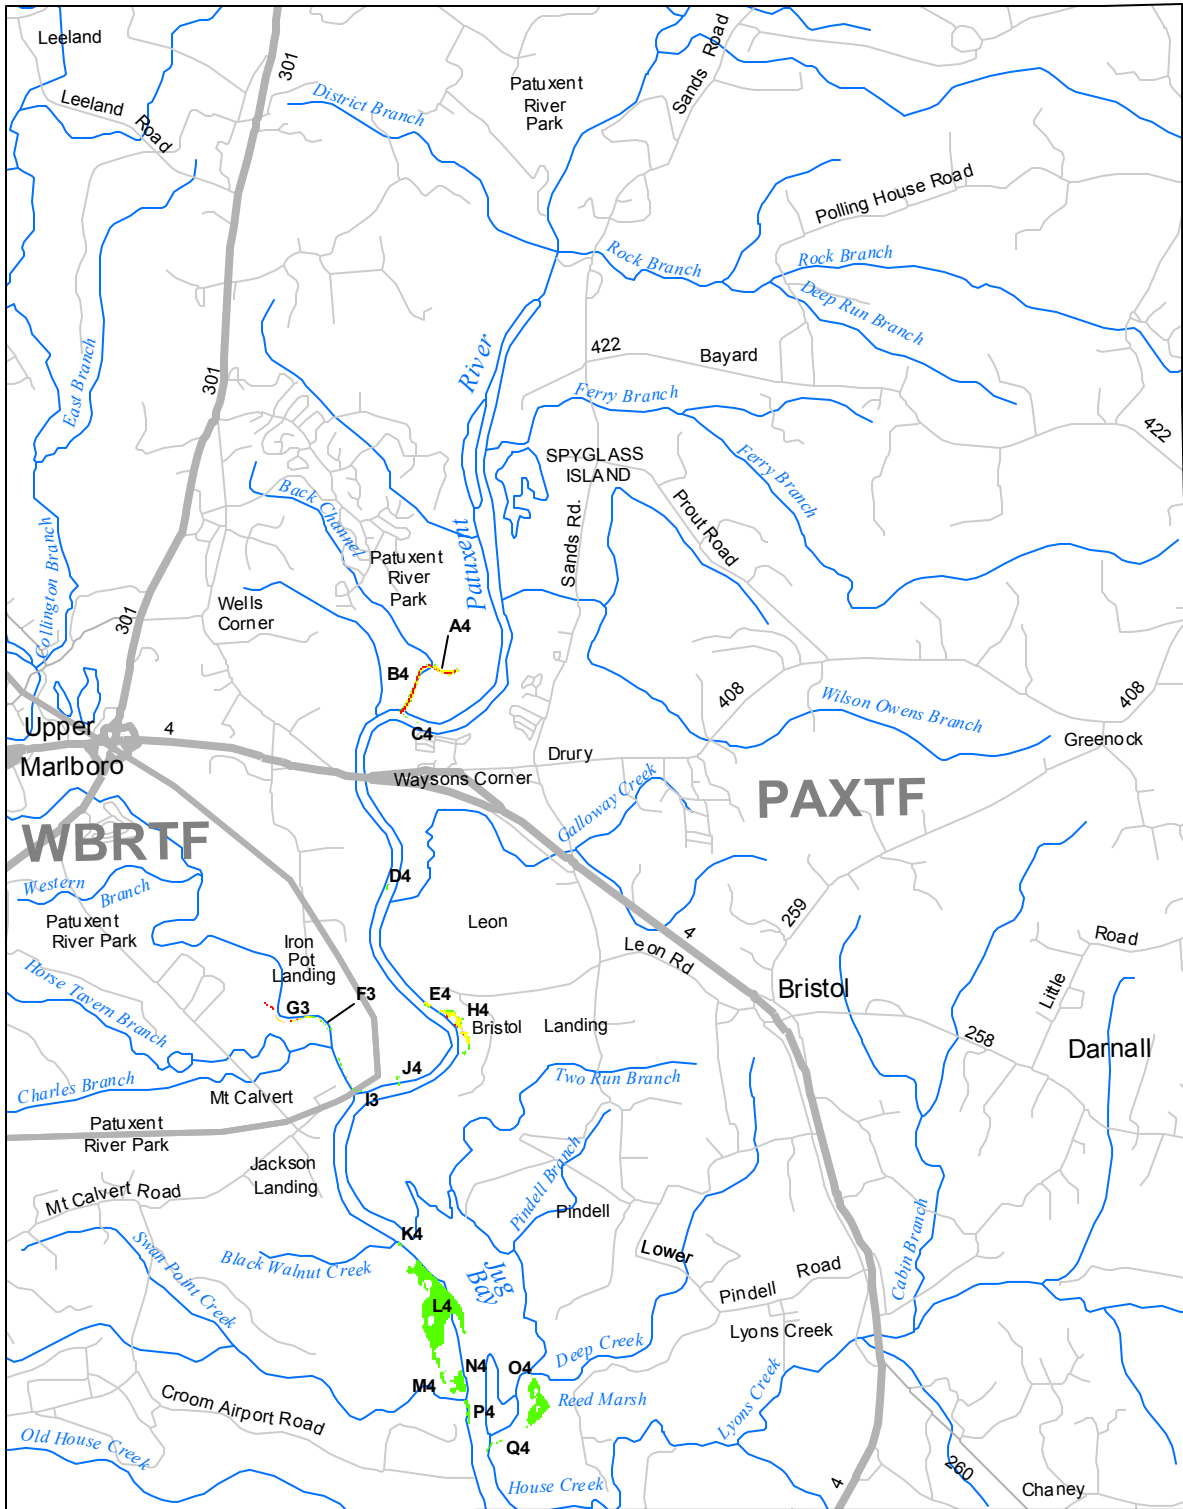 Leeland
301
Patuxent
River
Park
Sands Road
Leeland Road
District Branch
Polling House Road
Rock Branch
Rock Branch
Deep Run Branch
East Branch
301
River
422
Bayard
Ferry Branch
422
SPYGLASS
ISLAND
Ferry Branch
Back Channel
Prout Road
Sands Rd.
Patuxent
Patuxent
River
Park
Collington Branch
Wells
Corner
301
A4
B4
408
408
Wilson Owens Branch
Upper
Marlboro
4
C4
Drury
Greenock
Waysons Corner
Galloway Creek
PAXTF
WBRTF
Western Branch
D4
Patuxent
River Park
Leon
259
4
Leon Rd
Road
Little
Iron
Pot
Landing
Horse Tavern Branch
G3
F3
E4
H4
Bristol Landing
Bristol
258
Darnall
Charles Branch
Mt Calvert
J4
I3
Two Run Branch
Patuxent
River Park
Jackson
Landing
Mt Calvert Road
Pindell Branch
Pindell
Swan Point Creek
K4
Black Walnut Creek
Jug
Bay
Lower
Pindell Road
Cabin Branch
L4
Lyons Creek
Deep Creek
N4
O4
M4
Croom Airport Road
P4
Reed Marsh
Lyons Creek
Old House Creek
Q4
House Creek
4
260
Chaney